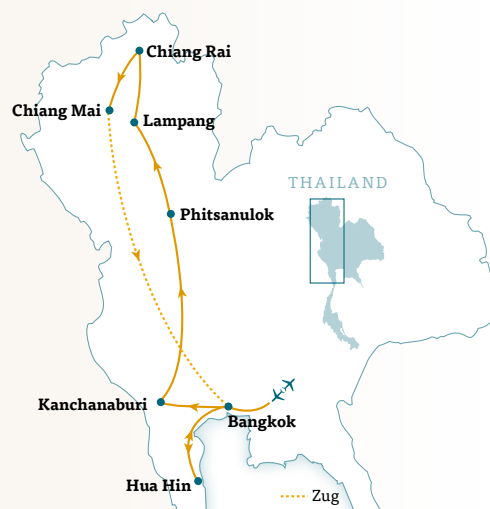 Chiang Rai
Chiang Mai
Lampang
THAILAND
Phitsanulok
Kanchanaburi
Bangkok
Hua Hin
Zug